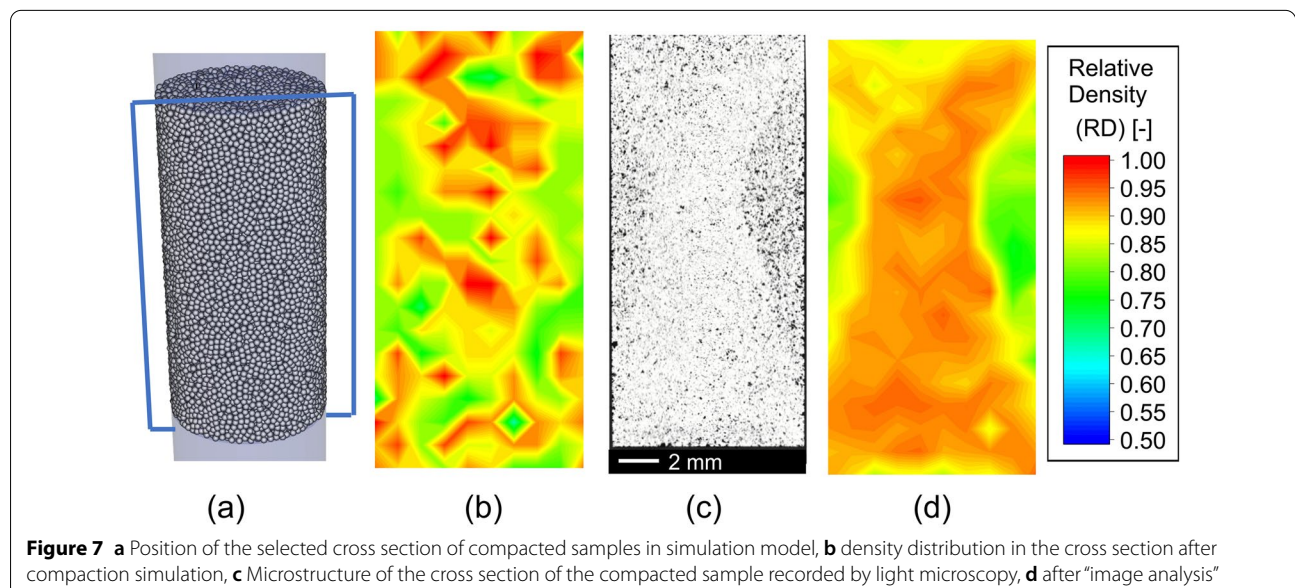 Relative
Density
(RD) [-]
1.00
0.95
0.90
0.85
0.80
0.75
0.70
0.65
0.60
0.55
0.50
2 mm
(a)
(b)
(c)
(d)
Figure 7 a Position of the selected cross section of compacted samples in simulation model, b density distribution in the cross section after
compaction simulation, c Microstructure of the cross section of the compacted sample recorded by light microscopy, d after “image analysis”